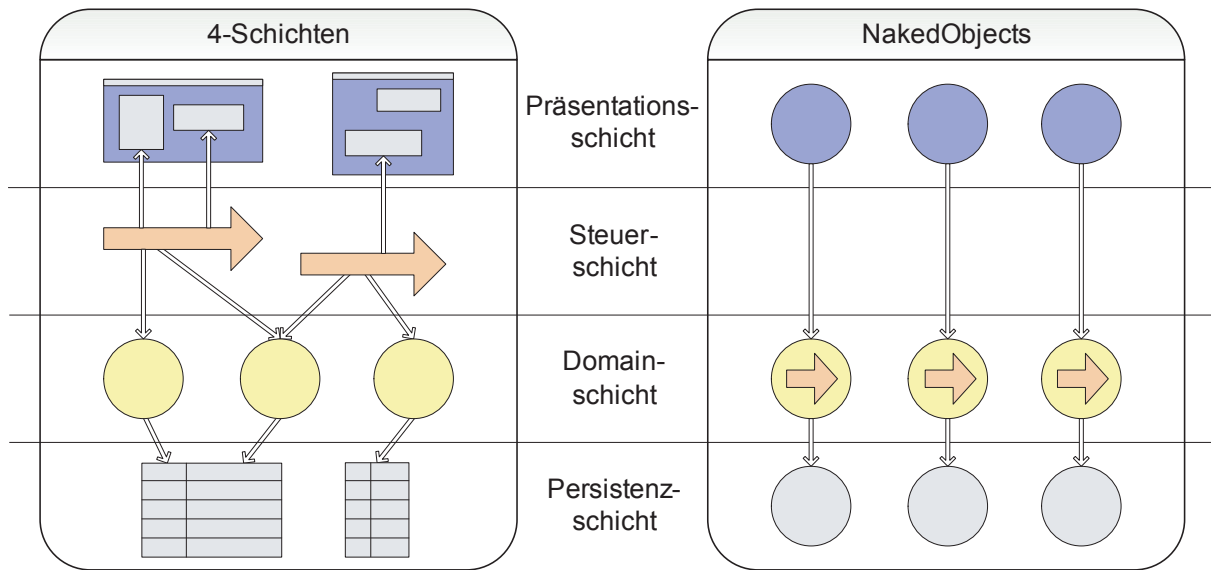 4-Schichten
NakedObjects
Präsentations-
schicht
Steuer-
schicht
Domain-
schicht
Persistenz-
schicht